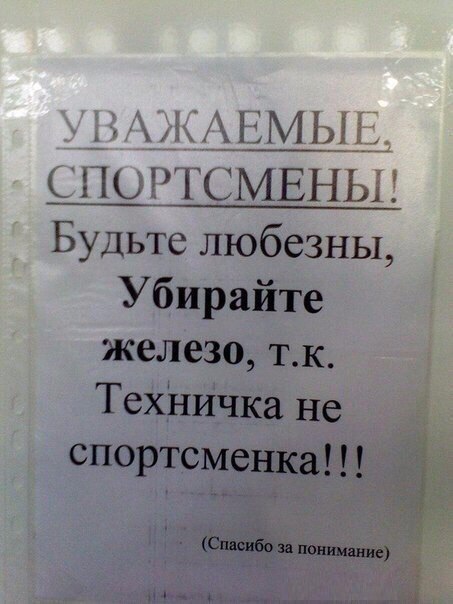 УВАЖАЕМЫЕ,
СПОРТСМЕНЫ!
Будьте любезны,
Убирайте
железо, т.к.
Техничка не
спортсменка!!!
(Спасибо за понимание)